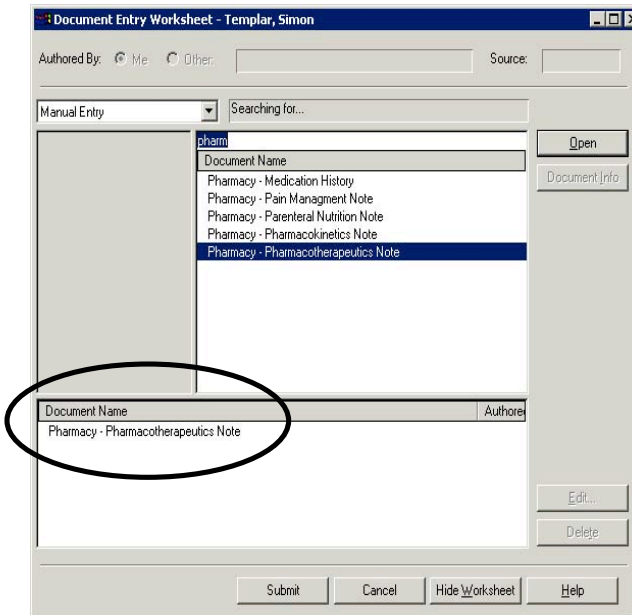 Document Entry Worksheet - Templar, Simon
Authored By: Me Other: Source:
Manual Entry Searching for...
pharm
Document Name
Pharmacy - Medication History
Pharmacy - Pain Managment Note
Pharmacy - Parenteral Nutrition Note
Pharmacy - Pharmacokinetics Note
Pharmacy - Pharmacotherapeutics Note
Open
Document Info
Document Name Authored
Pharmacy - Pharmacotherapeutics Note
Edit...
Delete
Submit Cancel Hide Worksheet Help